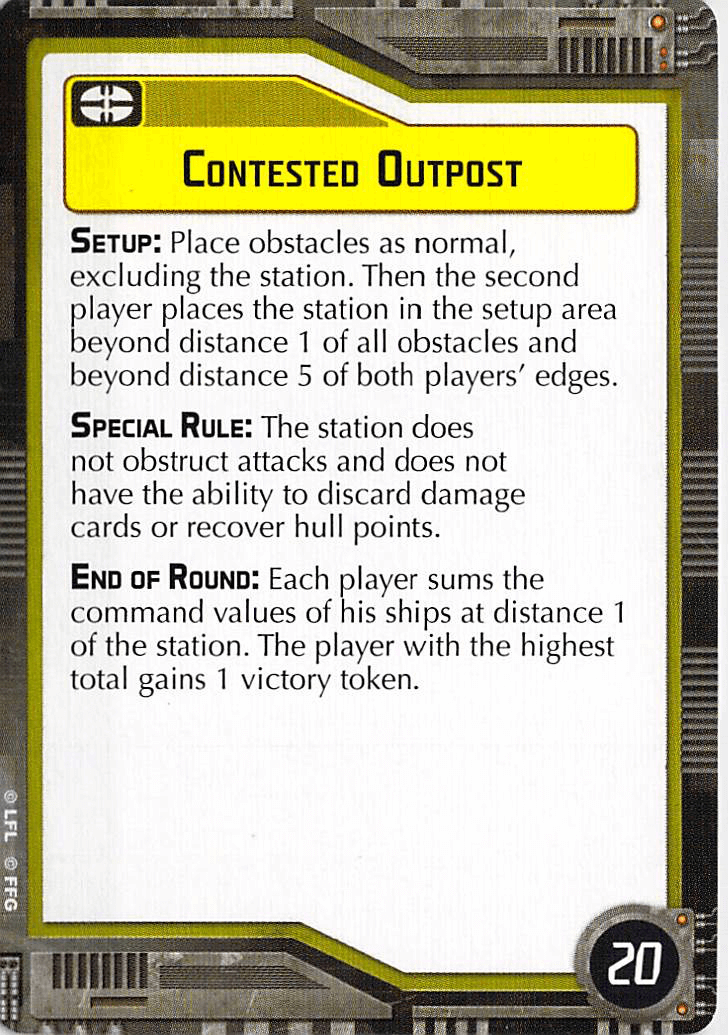 CONTESTED OUTPOST
SETUP: Place obstacles as normal,
excluding the station. Then the second
player places the station in the setup area
beyond distance 1 of all obstacles and
beyond distance 5 of both players’ edges.
SPECIAL RULE: The station does
not obstruct attacks and does not
have the ability to discard damage
cards or recover hull points.
END OF ROUND: Each player sums the
command values of his ships at distance 1
of the station. The player with the highest
total gains 1 victory token.
© LFL © FFG
20